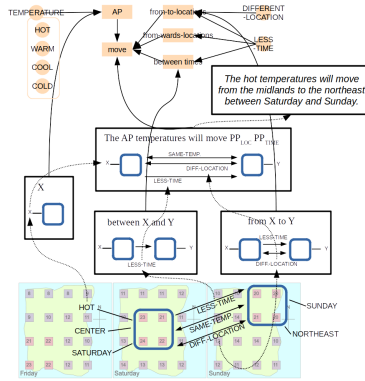 TEMPERATURE
AP
from-to-locations
DIFFERENT
-LOCATION
HOT
move
from-wards-locations
LESS
-TIME
WARM
between times
COOL
COLD
The hot temperatures will move
from the midlands to the northeast
between Saturday and Sunday.
The AP temperatures will move PP LOC PP TIME
SAME-TEMP
X
Y
DIFF-LOCATION
LESS-TIME
X
X
between X and Y
X
Y
LESS-TIME
from X to Y
LESS-TIME
X
Y
DIFF-LOCATION
HOT
LESS-TIME
SUNDAY
CENTER
SAME-TEMP
DIFF-LOCATION
NORTHEAST
SATURDAY
Friday
Saturday
Sunday